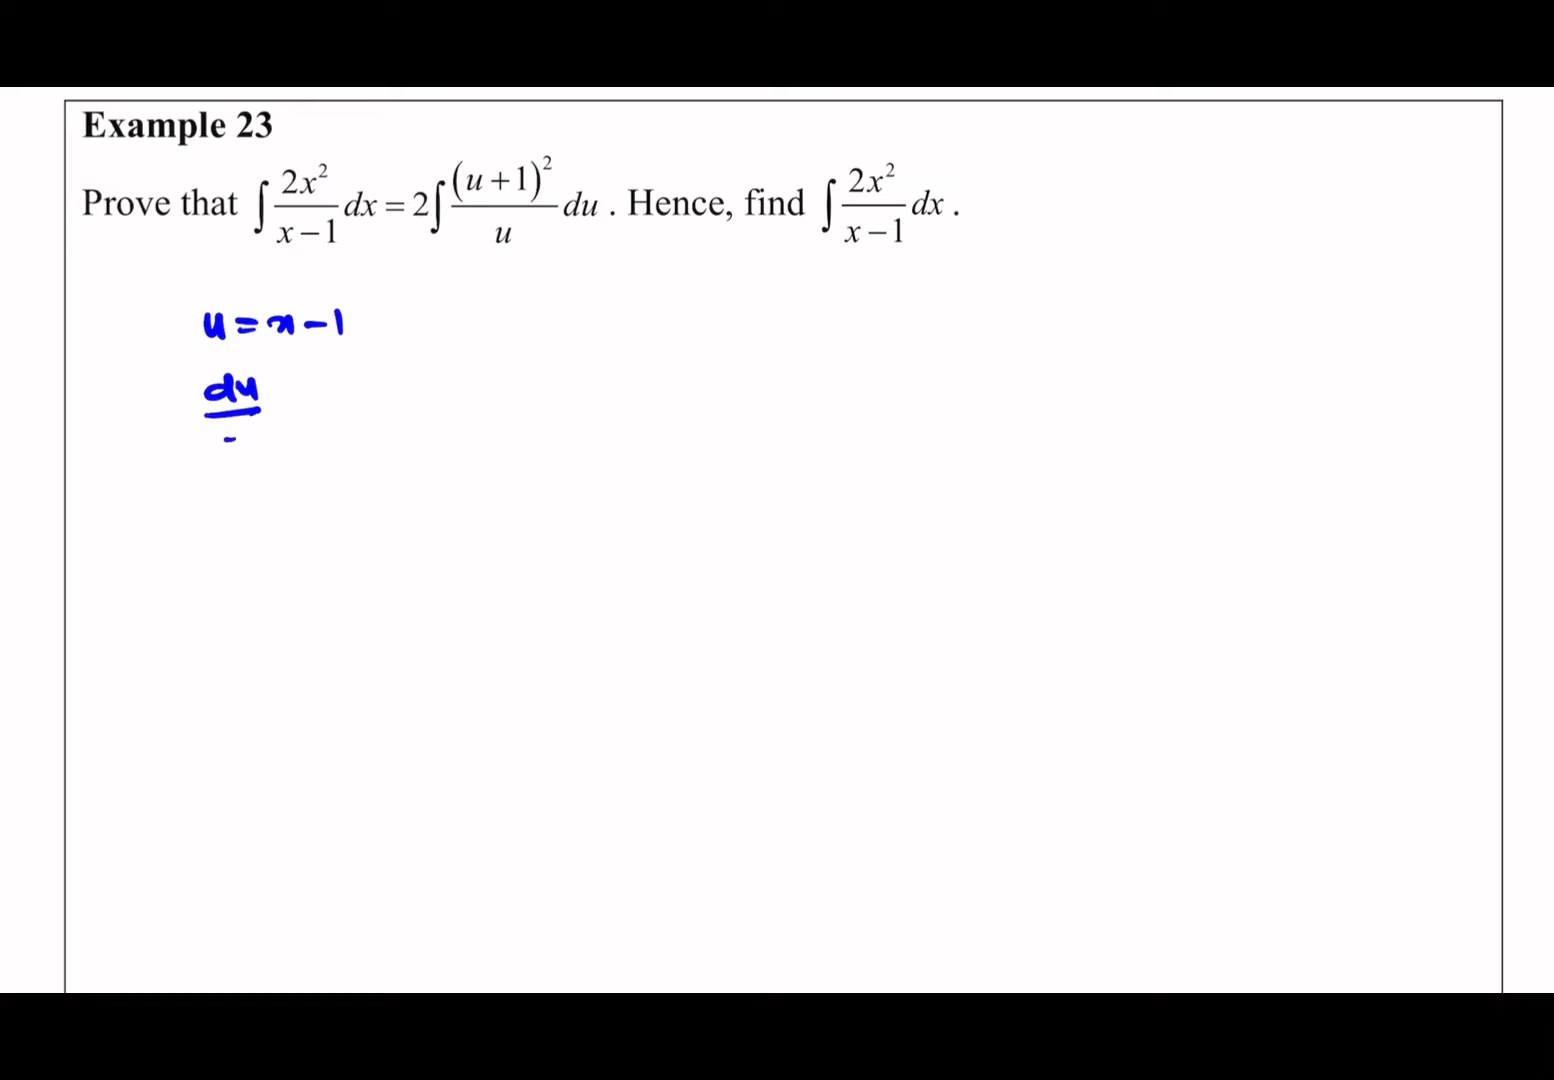 Example 23
Prove that ∫ 2x²/(x−1) dx = 2∫ (u+1)²/u du . Hence, find ∫ 2x²/(x−1) dx .
u = x − 1
du